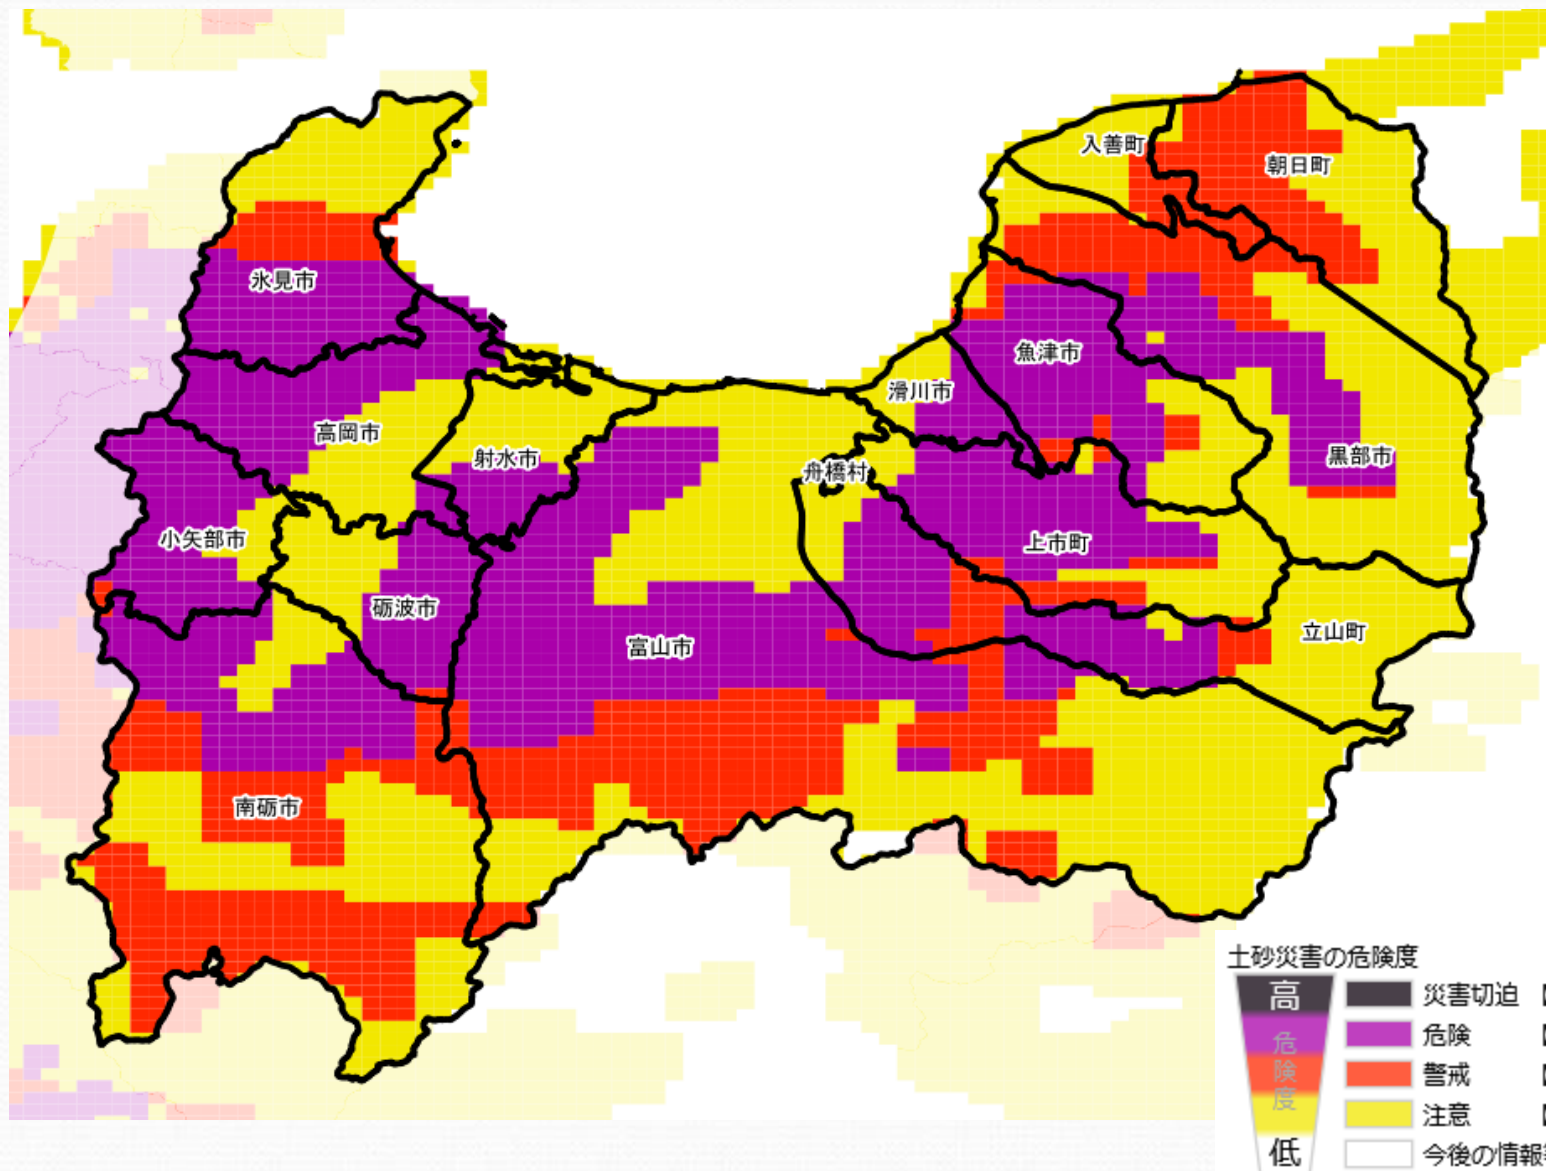 入善町
朝日町
氷見市
魚津市
滑川市
高岡市
射水市
舟橋村
黒部市
小矢部市
上市町
砺波市
立山町
富山市
南砺市
土砂災害の危険度
高
危険度
低
災害切迫
危険
警戒
注意
今後の情報